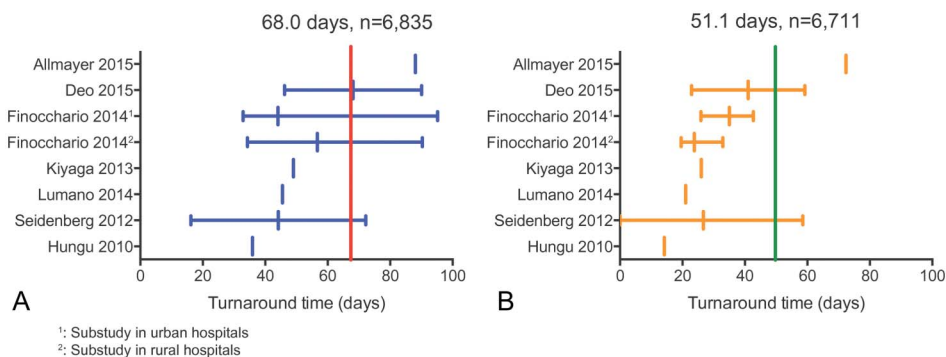 68.0 days, n=6,835
Allmayer 2015
Deo 2015
Finocchario 2014¹
Finocchario 2014²
Kiyaga 2013
Lumano 2014
Seidenberg 2012
Hungu 2010
0 20 40 60 80 100
Turnaround time (days)
A
51.1 days, n=6,711
Allmayer 2015
Deo 2015
Finocchario 2014¹
Finocchario 2014²
Kiyaga 2013
Lumano 2014
Seidenberg 2012
Hungu 2010
0 20 40 60 80 100
Turnaround time (days)
B
¹: Substudy in urban hospitals
²: Substudy in rural hospitals